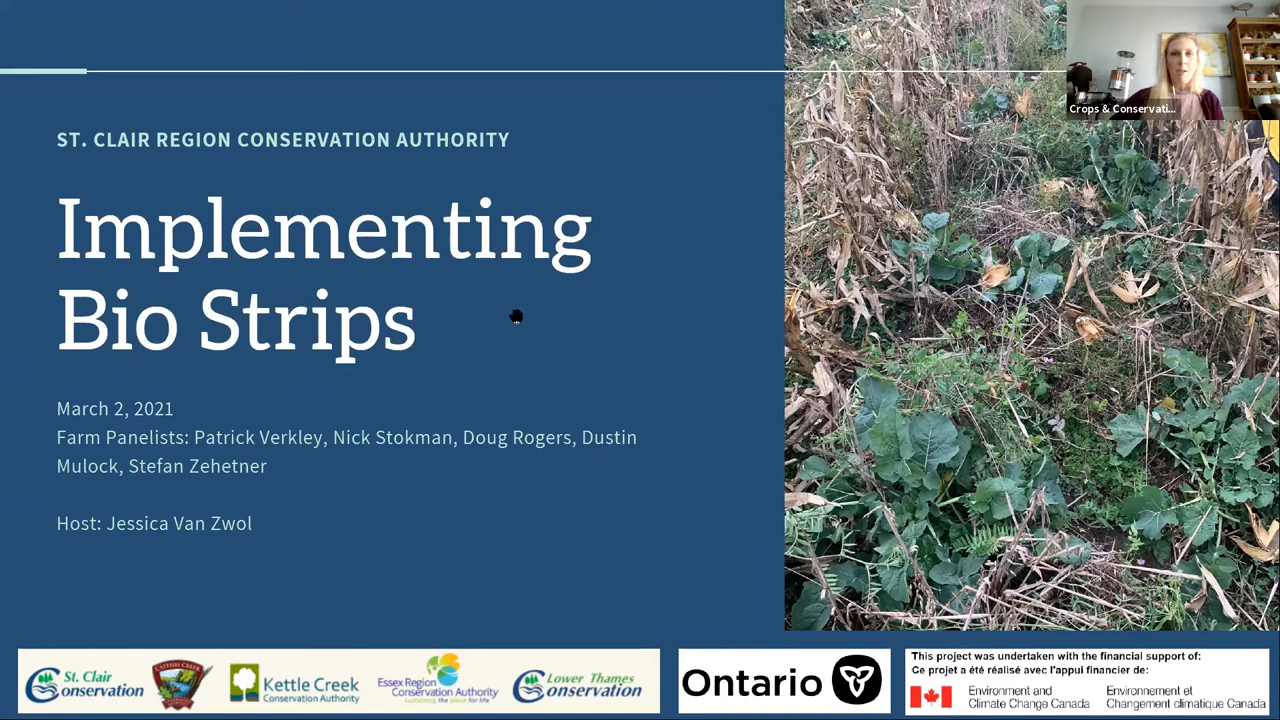 Crops & Conservati...
ST. CLAIR REGION CONSERVATION AUTHORITY
Implementing
Bio Strips
March 2, 2021
Farm Panelists: Patrick Verkley, Nick Stokman, Doug Rogers, Dustin
Mulock, Stefan Zehetner
Host: Jessica Van Zwol
St. Clair
Conservation
CATFISH CREEK
Kettle Creek
Conservation Authority
Essex Region
Conservation Authority
sustaining the place for life
Lower Thames
Conservation
Ontario
This project was undertaken with the financial support of:
Ce projet a été réalisé avec l'appui financier de:
Environment and
Climate Change Canada
Environnement et
Changement climatique Canada